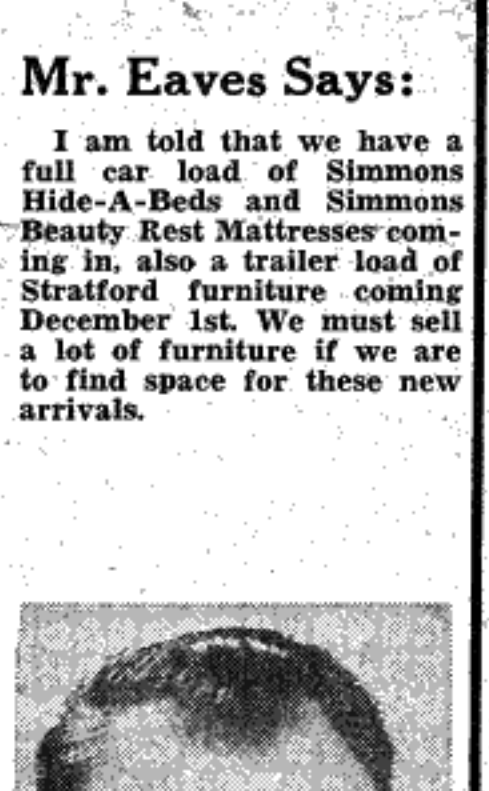 Mr. Eaves Says:
I am told that we have a
full car load of Simmons
Hide-A-Beds and Simmons
Beauty Rest Mattresses com-
ing in, also a trailer load of
Stratford furniture coming
December 1st. We must sell
a lot of furniture if we are
to find space for these new
arrivals.